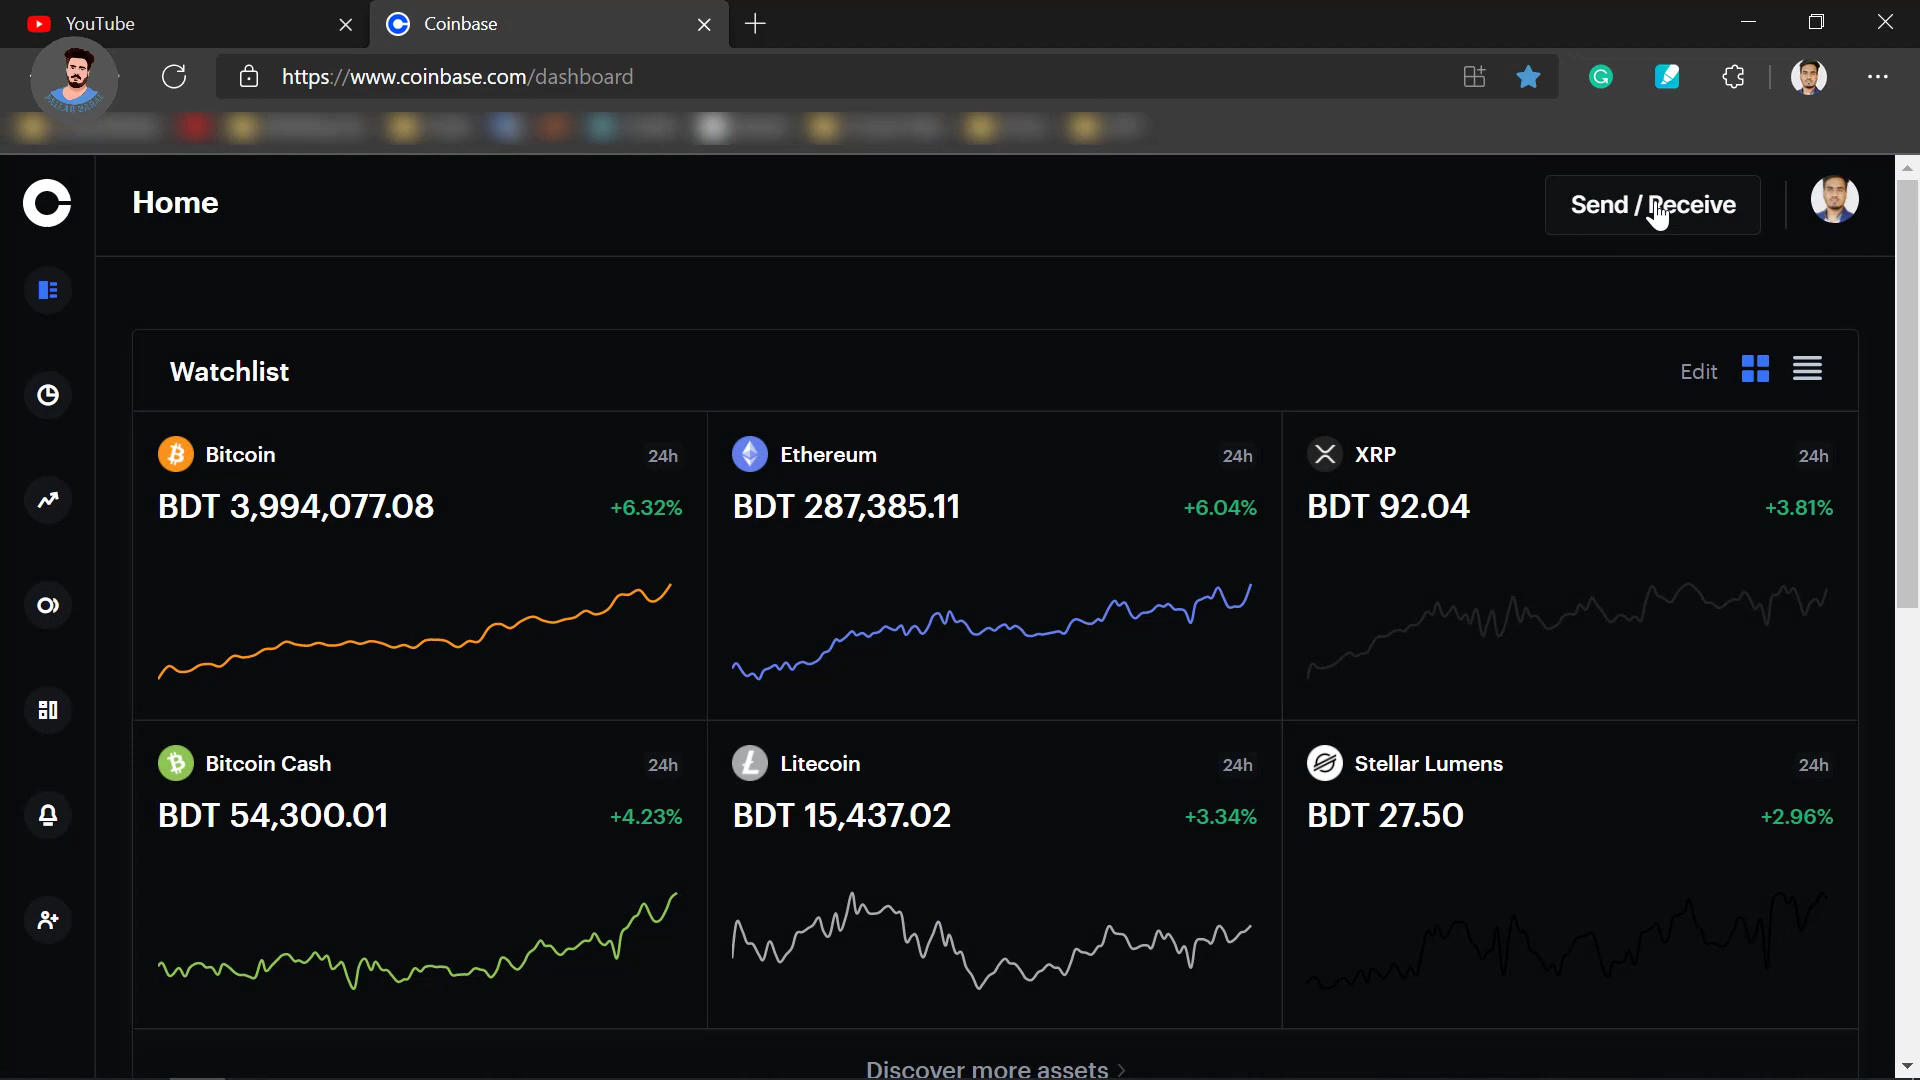 YouTube
Coinbase
https://www.coinbase.com/dashboard
Home
Send / Receive
Watchlist
Edit
Bitcoin 24h
BDT 3,994,077.08 +6.32%
Ethereum 24h
BDT 287,385.11 +6.04%
XRP 24h
BDT 92.04 +3.81%
Bitcoin Cash 24h
BDT 54,300.01 +4.23%
Litecoin 24h
BDT 15,437.02 +3.34%
Stellar Lumens 24h
BDT 27.50 +2.96%
Discover more assets >